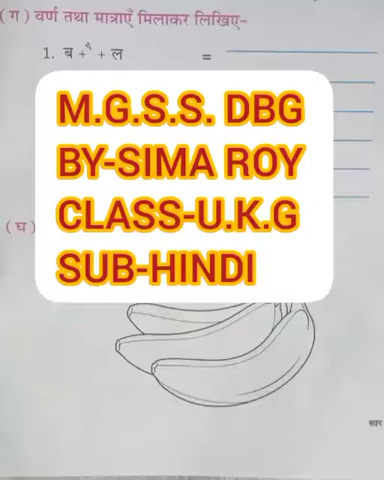 ( ग ) वर्ण तथा मात्राएँ मिलाकर लिखिए–
1. ब + ै + ल =
M.G.S.S. DBG
BY-SIMA ROY
CLASS-U.K.G
SUB-HINDI
( घ )
स्वर